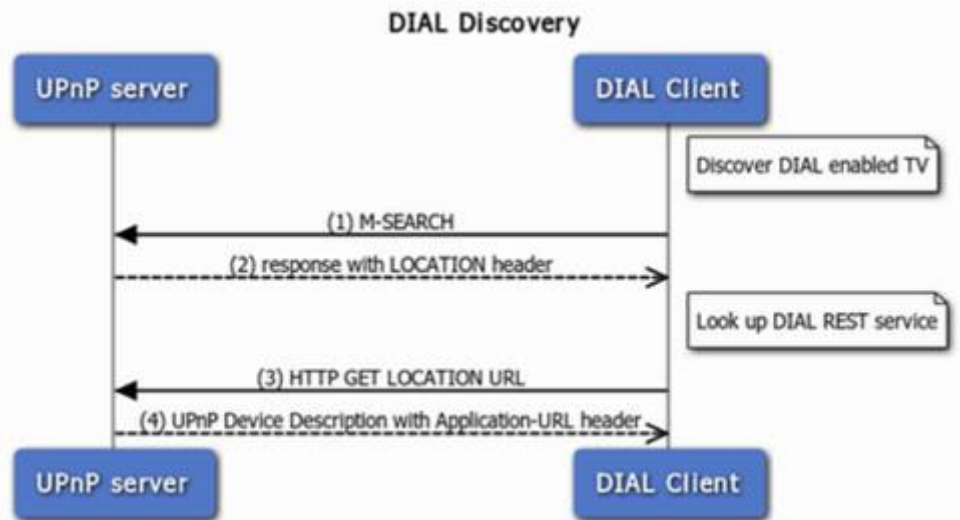 DIAL Discovery
UPnP server
DIAL Client
Discover DIAL enabled TV
(1) M-SEARCH
(2) response with LOCATION header
Look up DIAL REST service
(3) HTTP GET LOCATION URL
(4) UPnP Device Description with Application-URL header
UPnP server
DIAL Client